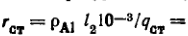 r_ст = ρ_Al l_2 10^{-3}/q_ст =